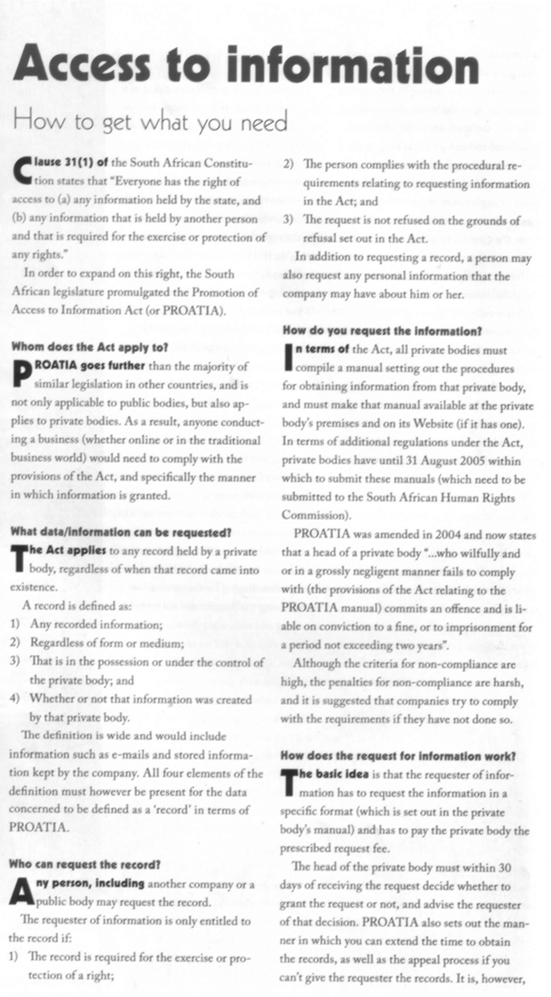 Access to information
How to get what you need
Clause 31(1) of the South African Constitu-
tion states that “Everyone has the right of
access to (a) any information held by the state, and
(b) any information that is held by another person
and that is required for the exercise or protection of
any rights.”
In order to expand on this right, the South
African legislature promulgated the Promotion of
Access to Information Act (or PROATIA).
Whom does the Act apply to?
PROATIA goes further than the majority of
similar legislation in other countries, and is
not only applicable to public bodies, but also ap-
plies to private bodies. As a result, anyone conduct-
ing a business (whether online or in the traditional
business world) would need to comply with the
provisions of the Act, and specifically the manner
in which information is granted.
What data/information can be requested?
The Act applies to any record held by a private
body, regardless of when that record came into
existence.
A record is defined as:
1) Any recorded information;
2) Regardless of form or medium;
3) That is in the possession or under the control of
the private body; and
4) Whether or not that information was created
by that private body.
The definition is wide and would include
information such as e-mails and stored informa-
tion kept by the company. All four elements of the
definition must however be present for the data
concerned to be defined as a ‘record’ in terms of
PROATIA.
Who can request the record?
Any person, including another company or a
public body may request the record.
The requester of information is only entitled to
the record if:
1) The record is required for the exercise or pro-
tection of a right;
2) The person complies with the procedural re-
quirements relating to requesting information
in the Act; and
3) The request is not refused on the grounds of
refusal set out in the Act.
In addition to requesting a record, a person may
also request any personal information that the
company may have about him or her.
How do you request the information?
In terms of the Act, all private bodies must
compile a manual setting out the procedures
for obtaining information from that private body,
and must make that manual available at the private
body’s premises and on its Website (if it has one).
In terms of additional regulations under the Act,
private bodies have until 31 August 2005 within
which to submit these manuals (which need to be
submitted to the South African Human Rights
Commission).
PROATIA was amended in 2004 and now states
that a head of a private body “...who wilfully and
or in a grossly negligent manner fails to comply
with (the provisions of the Act relating to the
PROATIA manual) commits an offence and is li-
able on conviction to a fine, or to imprisonment for
a period not exceeding two years”.
Although the criteria for non-compliance are
high, the penalties for non-compliance are harsh,
and it is suggested that companies try to comply
with the requirements if they have not done so.
How does the request for information work?
The basic idea is that the requester of infor-
mation has to request the information in a
specific format (which is set out in the private
body’s manual) and has to pay the private body the
prescribed request fee.
The head of the private body must within 30
days of receiving the request decide whether to
grant the request or not, and advise the requester
of that decision. PROATIA also sets out the man-
ner in which you can extend the time to obtain
the records, as well as the appeal process if you
can’t give the requester the records. It is, however,